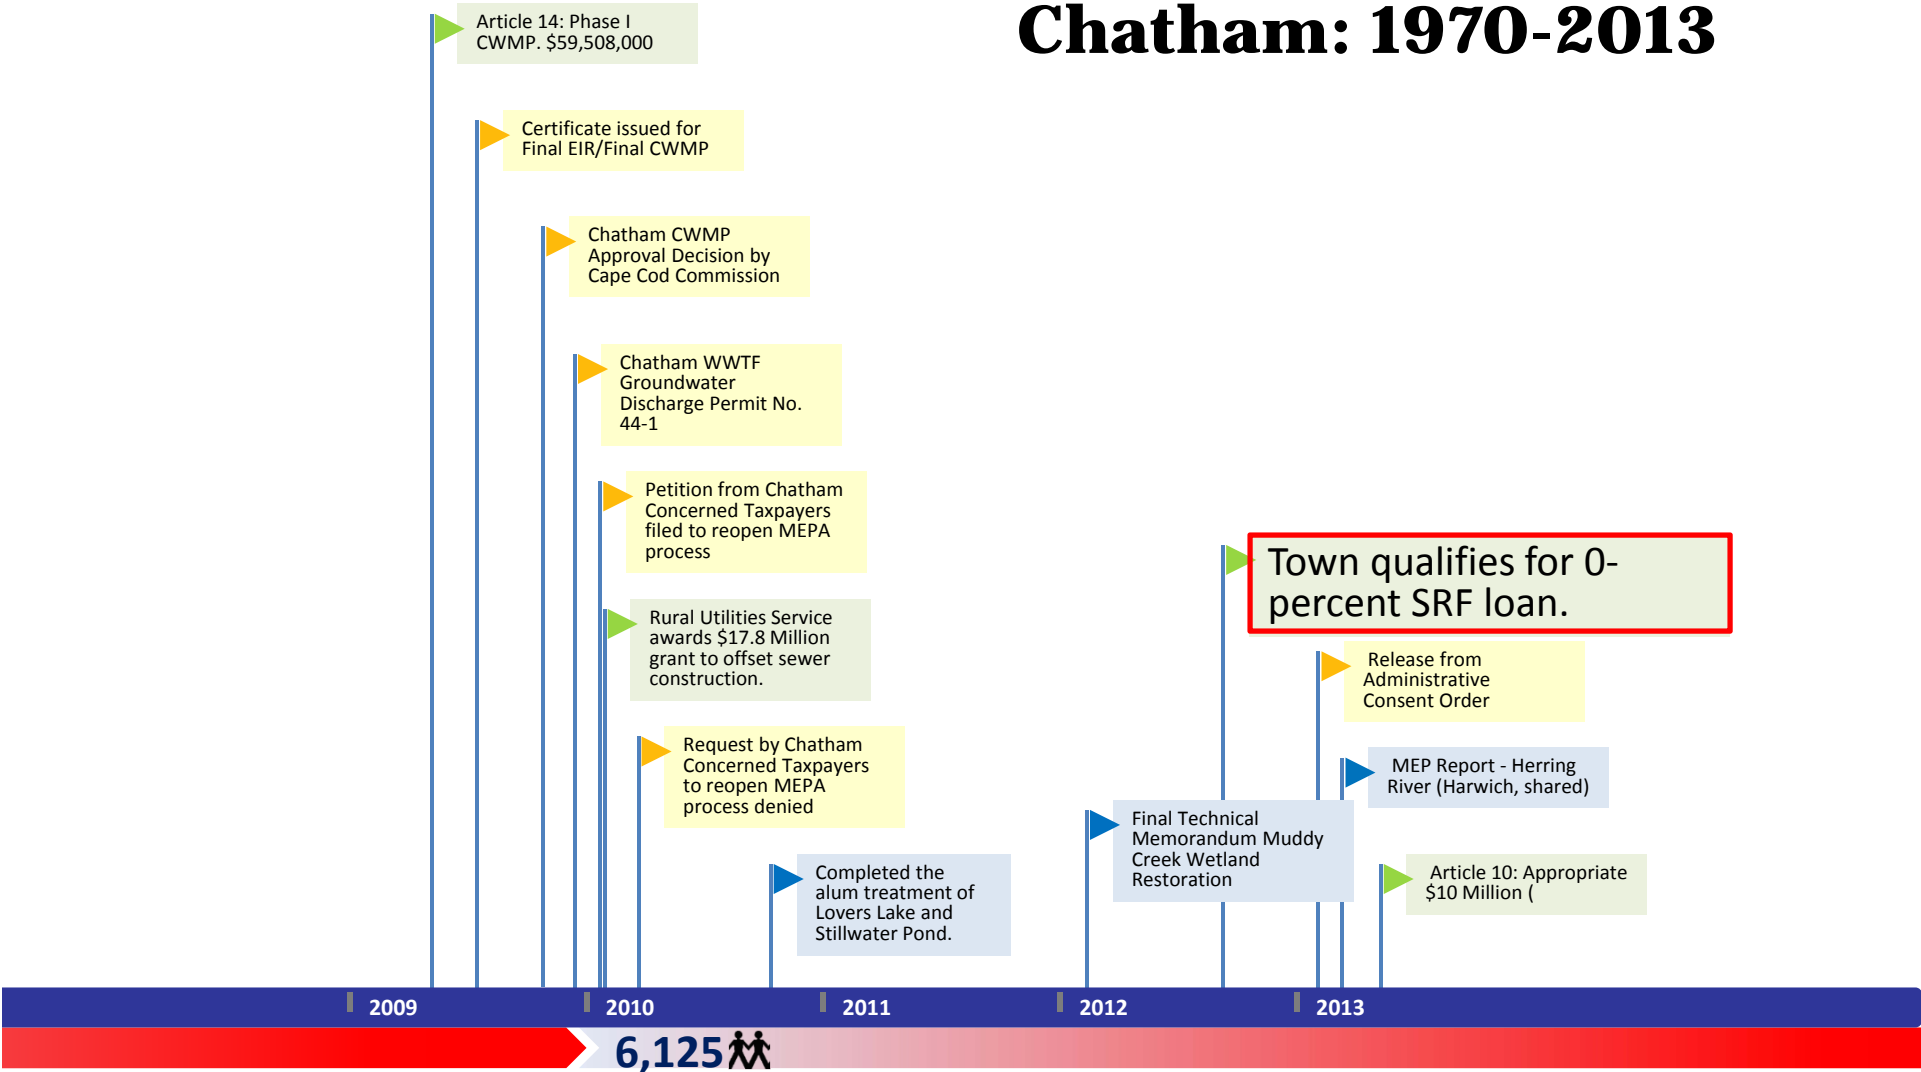 Chatham: 1970-2013
Article 14: Phase I
CWMP. $59,508,000
Certificate issued for
Final EIR/Final CWMP
Chatham CWMP
Approval Decision by
Cape Cod Commission
Chatham WWTF
Groundwater
Discharge Permit No.
44-1
Petition from Chatham
Concerned Taxpayers
filed to reopen MEPA
process
Rural Utilities Service
awards $17.8 Million
grant to offset sewer
construction.
Request by Chatham
Concerned Taxpayers
to reopen MEPA
process denied
Completed the
alum treatment of
Lovers Lake and
Stillwater Pond.
Final Technical
Memorandum Muddy
Creek Wetland
Restoration
Town qualifies for 0-
percent SRF loan.
Release from
Administrative
Consent Order
MEP Report - Herring
River (Harwich, shared)
Article 10: Appropriate
$10 Million (
2009
2010
2011
2012
2013
6,125